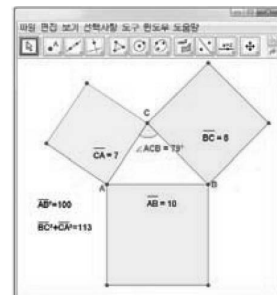 파일 편집 보기 선택사항 도구 윈도우 도움말
C
∠ACB = 79°
BC = 8
CA = 7
A
B
AB = 10
AB²=100
BC²+CA²=113